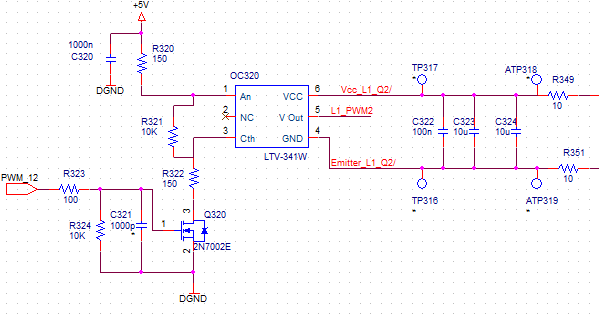 +5V
1000n
C320
R320
150
DGND
OC320
TP317
*
ATP318
*
1
An
VCC
6
Vcc_L1_Q2/
R349
10
R321
10K
2
NC
V Out
5
L1_PWM2
C322
100n
C323
10u
C324
10u
3
Cth
GND
4
LTV-341W
Emitter_L1_Q2/
R351
10
PWM_12
R323
100
R322
150
TP316
*
ATP319
*
R324
10K
C321
1000p
*
3
Q320
1
2N7002E
2
DGND